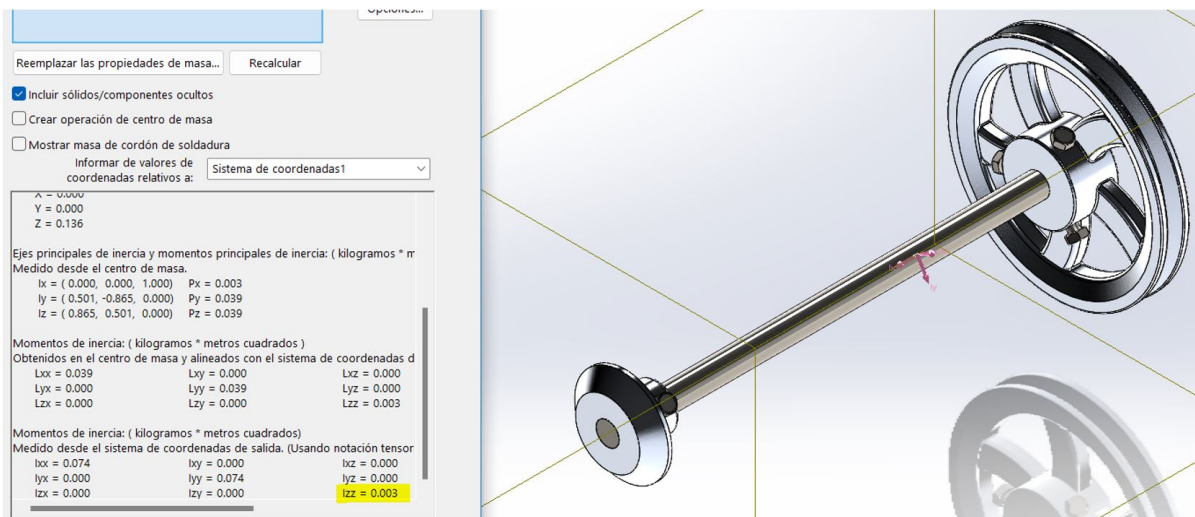 Opciones...
Reemplazar las propiedades de masa... Recalcular
Incluir sólidos/componentes ocultos
Crear operación de centro de masa
Mostrar masa de cordón de soldadura
Informar de valores de
coordenadas relativos a: Sistema de coordenadas1
X = 0.000
Y = 0.000
Z = 0.136
Ejes principales de inercia y momentos principales de inercia: ( kilogramos * m
Medido desde el centro de masa.
Ix = ( 0.000, 0.000, 1.000) Px = 0.003
Iy = ( 0.501, -0.865, 0.000) Py = 0.039
Iz = ( 0.865, 0.501, 0.000) Pz = 0.039
Momentos de inercia: ( kilogramos * metros cuadrados )
Obtenidos en el centro de masa y alineados con el sistema de coordenadas d
Lxx = 0.039 Lxy = 0.000 Lxz = 0.000
Lyx = 0.000 Lyy = 0.039 Lyz = 0.000
Lzx = 0.000 Lzy = 0.000 Lzz = 0.003
Momentos de inercia: ( kilogramos * metros cuadrados)
Medido desde el sistema de coordenadas de salida. (Usando notación tensor
Ixx = 0.074 Ixy = 0.000 Ixz = 0.000
Iyx = 0.000 Iyy = 0.074 Iyz = 0.000
Izx = 0.000 Izy = 0.000 Izz = 0.003
Iy